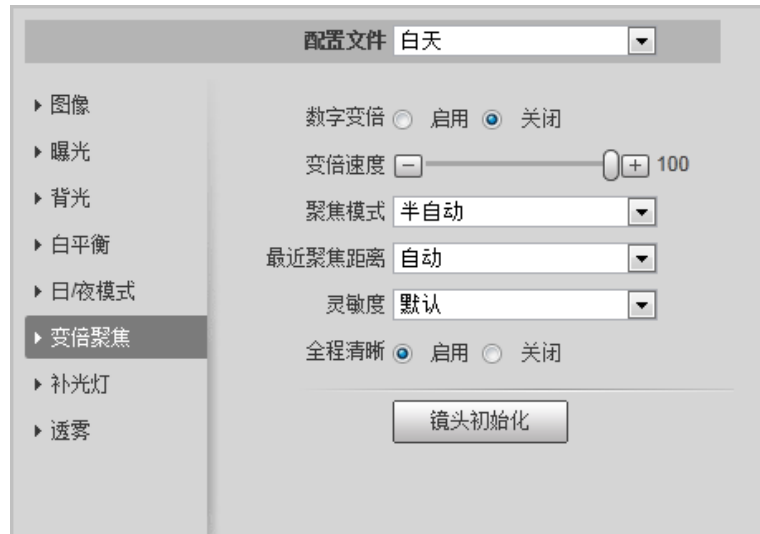 配置文件 白天
图像
曝光
背光
白平衡
日/夜模式
变倍聚焦
补光灯
透雾
数字变倍 启用 关闭
变倍速度 100
聚焦模式 半自动
最近聚焦距离 自动
灵敏度 默认
全程清晰 启用 关闭
镜头初始化